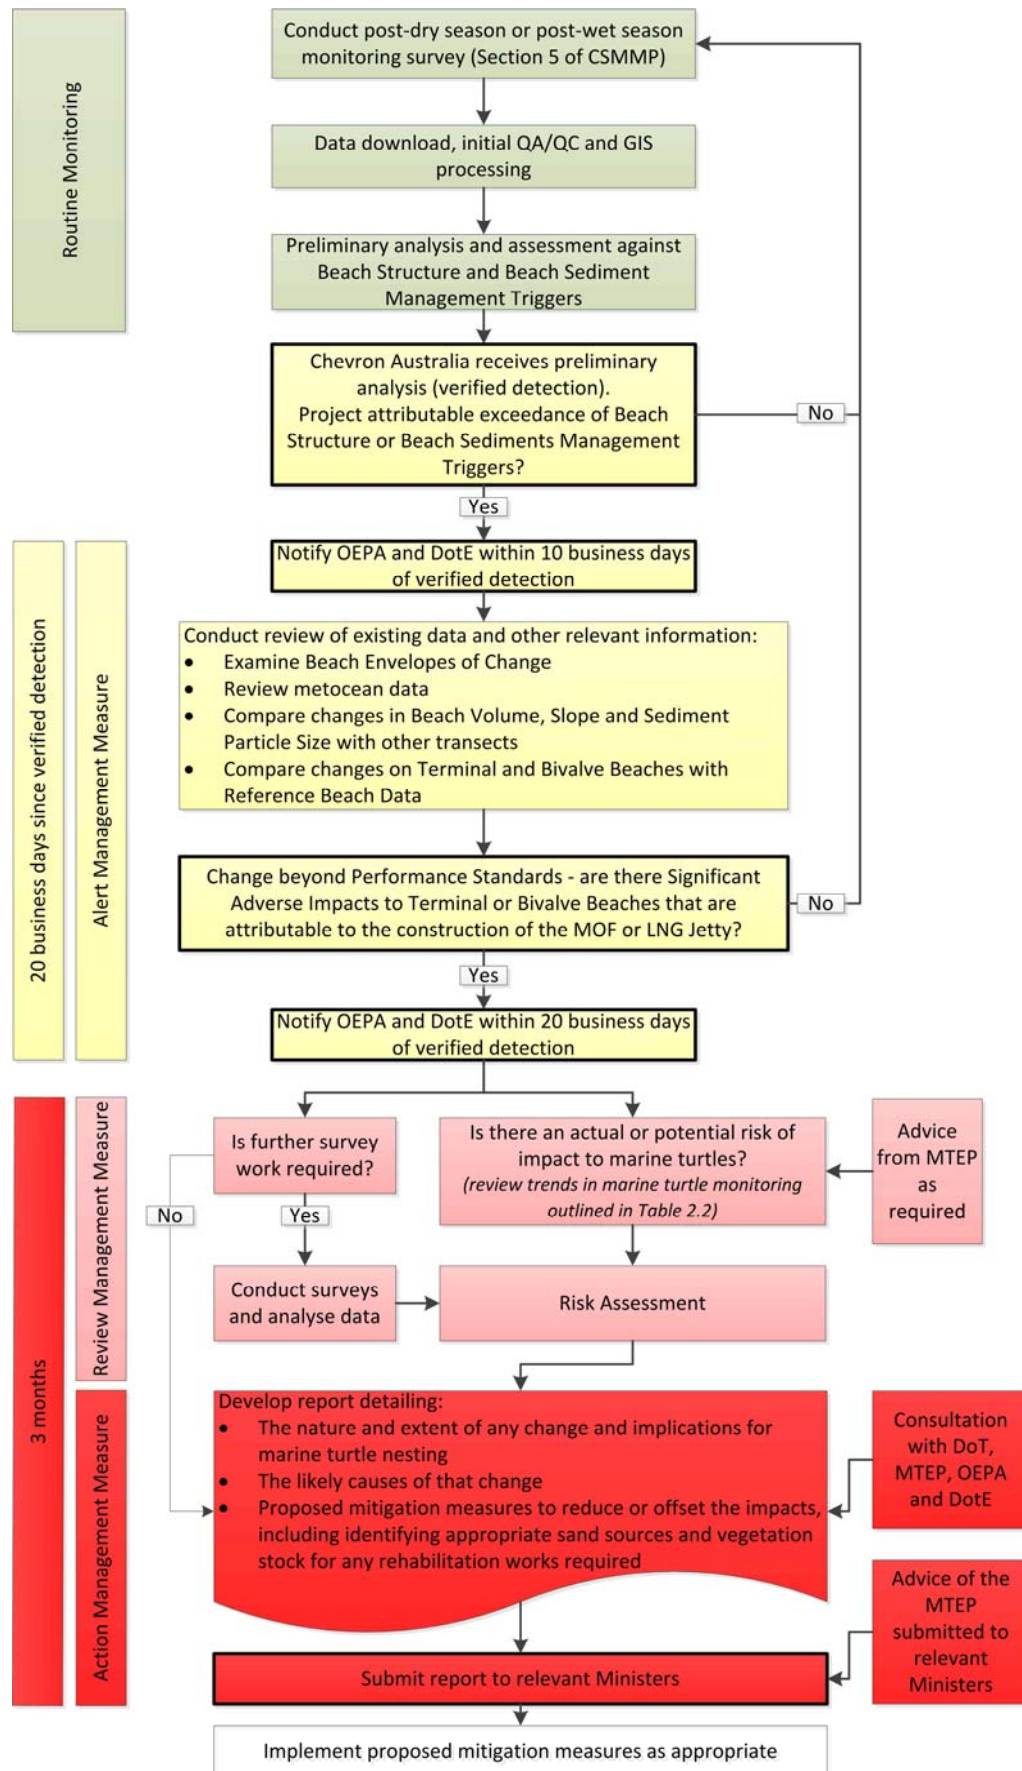 Conduct post-dry season or post-wet season
monitoring survey (Section 5 of CSMMP)
Routine Monitoring
Data download, initial QA/QC and GIS
processing
Preliminary analysis and assessment against
Beach Structure and Beach Sediment
Management Triggers
Chevron Australia receives preliminary
analysis (verified detection).
Project attributable exceedance of Beach
Structure or Beach Sediments Management
Triggers?
No
Yes
20 business days since verified detection
Alert Management Measure
Notify OEPA and DotE within 10 business days
of verified detection
Conduct review of existing data and other relevant information:
• Examine Beach Envelopes of Change
• Review metocean data
• Compare changes in Beach Volume, Slope and Sediment
Particle Size with other transects
• Compare changes on Terminal and Bivalve Beaches with
Reference Beach Data
Change beyond Performance Standards - are there Significant
Adverse Impacts to Terminal or Bivalve Beaches that are
attributable to the construction of the MOF or LNG Jetty?
No
Yes
Notify OEPA and DotE within 20 business days
of verified detection
3 months
Review Management Measure
Is further survey
work required?
Is there an actual or potential risk of
impact to marine turtles?
(review trends in marine turtle monitoring
outlined in Table 2.2)
Advice
from MTEP
as
required
No
Yes
Conduct surveys
and analyse data
Risk Assessment
Action Management Measure
Develop report detailing:
• The nature and extent of any change and implications for
marine turtle nesting
• The likely causes of that change
• Proposed mitigation measures to reduce or offset the impacts,
including identifying appropriate sand sources and vegetation
stock for any rehabilitation works required
Consultation
with DoT,
MTEP, OEPA
and DotE
Advice of the
MTEP
submitted to
relevant
Ministers
Submit report to relevant Ministers
Implement proposed mitigation measures as appropriate